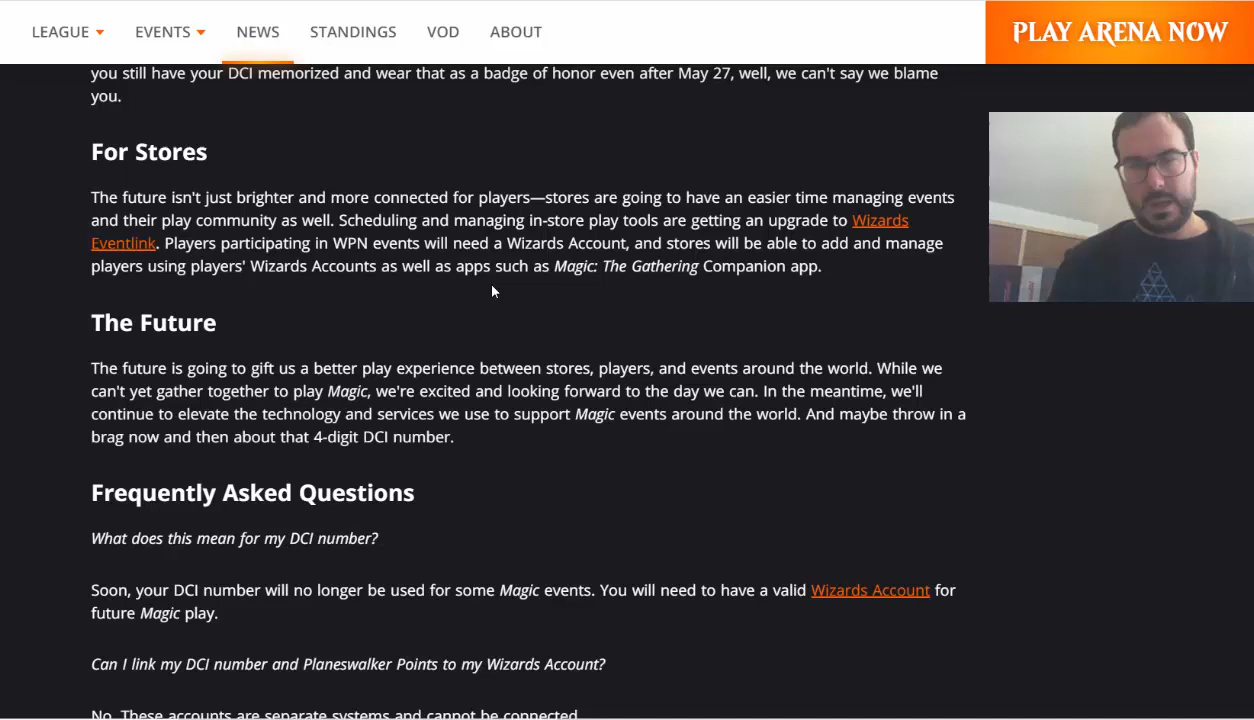 LEAGUE EVENTS NEWS STANDINGS VOD ABOUT PLAY ARENA NOW
you still have your DCI memorized and wear that as a badge of honor even after May 27, well, we can't say we blame
you.
For Stores
The future isn't just brighter and more connected for players—stores are going to have an easier time managing events
and their play community as well. Scheduling and managing in-store play tools are getting an upgrade to Wizards
Eventlink. Players participating in WPN events will need a Wizards Account, and stores will be able to add and manage
players using players' Wizards Accounts as well as apps such as Magic: The Gathering Companion app.
The Future
The future is going to gift us a better play experience between stores, players, and events around the world. While we
can't yet gather together to play Magic, we're excited and looking forward to the day we can. In the meantime, we'll
continue to elevate the technology and services we use to support Magic events around the world. And maybe throw in a
brag now and then about that 4-digit DCI number.
Frequently Asked Questions
What does this mean for my DCI number?
Soon, your DCI number will no longer be used for some Magic events. You will need to have a valid Wizards Account for
future Magic play.
Can I link my DCI number and Planeswalker Points to my Wizards Account?
No. These accounts are separate systems and cannot be connected.